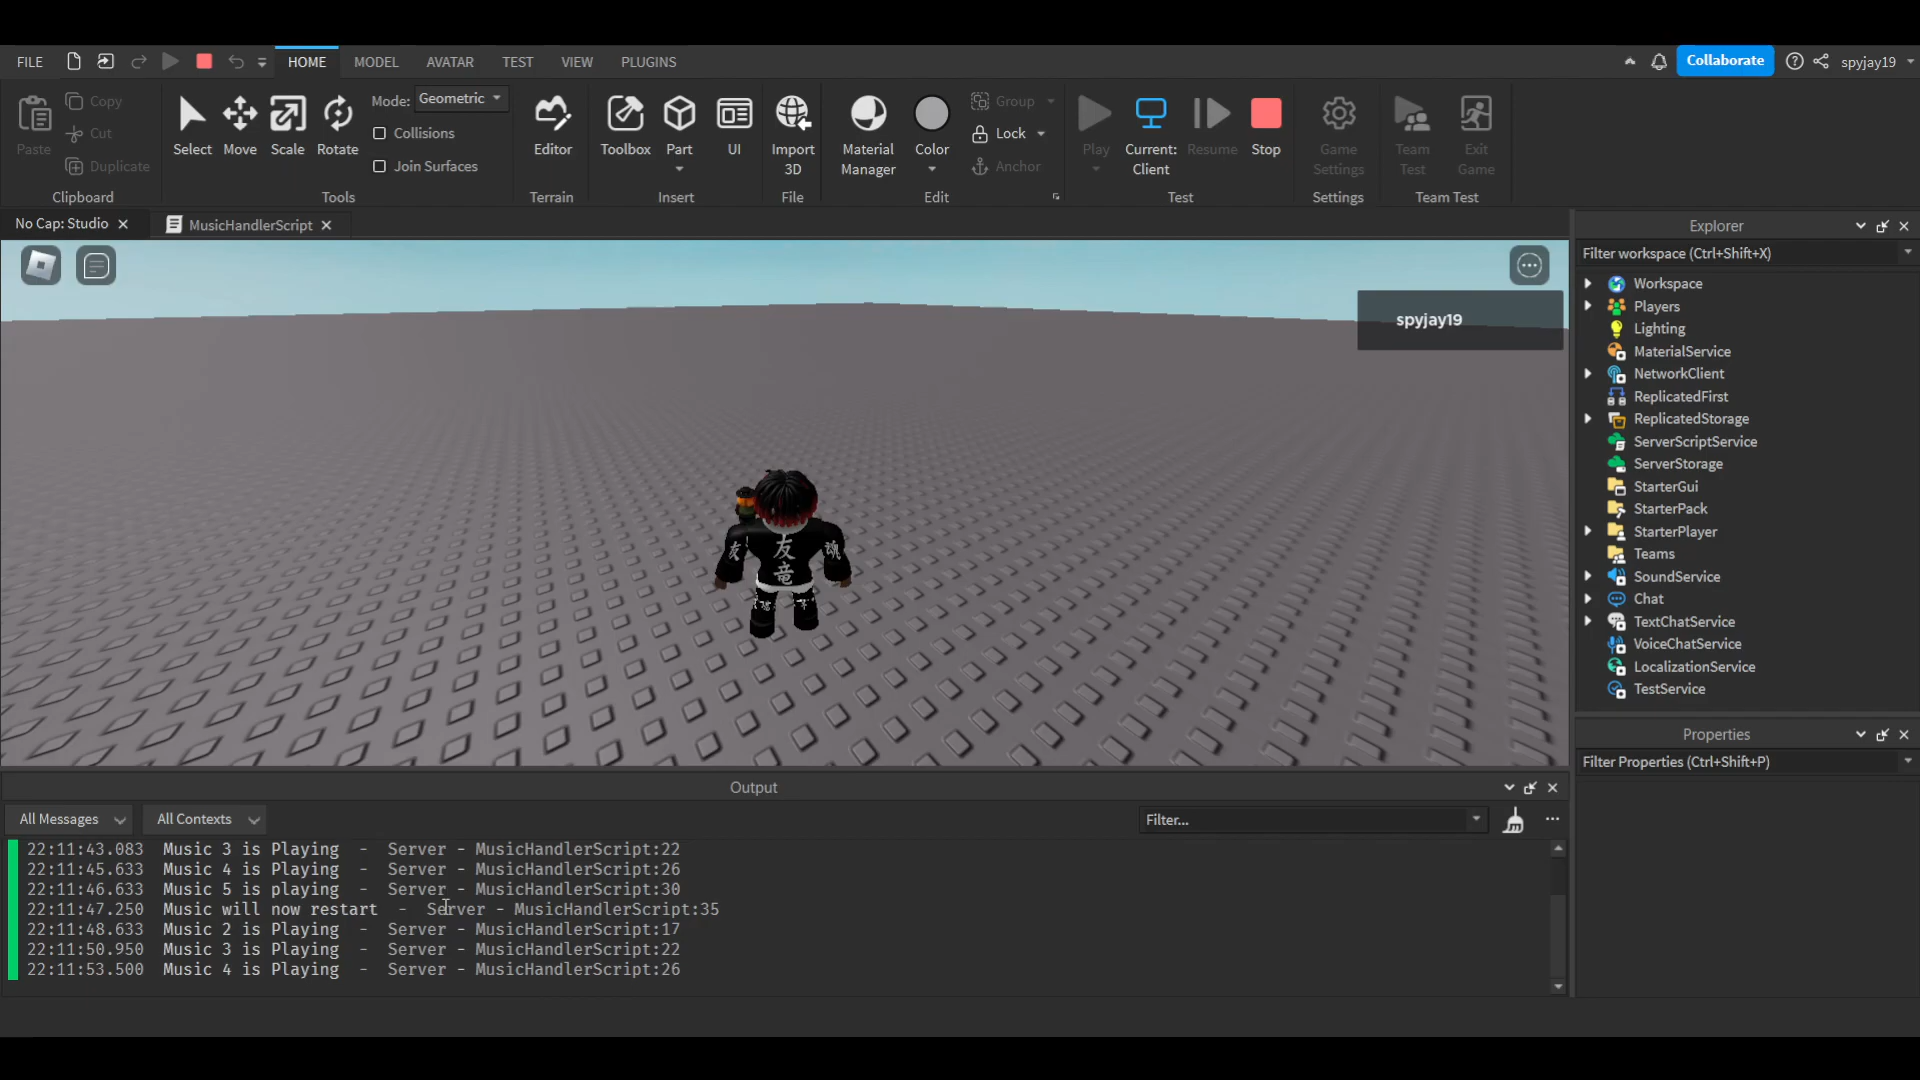 FILE HOME MODEL AVATAR TEST VIEW PLUGINS Collaborate spyjay19
Paste Copy Cut Duplicate Clipboard
Select Move Scale Rotate Mode: Geometric Collisions Join Surfaces Tools
Editor Terrain
Toolbox Part UI Insert
Import 3D File
Material Manager Color Group Lock Anchor Edit
Play Current: Client Resume Stop Test
Game Settings Settings
Team Test Exit Game Team Test
No Cap: Studio MusicHandlerScript
spyjay19
友 友 魂
竜
Explorer
Filter workspace (Ctrl+Shift+X)
Workspace
Players
Lighting
MaterialService
NetworkClient
ReplicatedFirst
ReplicatedStorage
ServerScriptService
ServerStorage
StarterGui
StarterPack
StarterPlayer
Teams
SoundService
Chat
TextChatService
VoiceChatService
LocalizationService
TestService
Properties
Filter Properties (Ctrl+Shift+P)
Output
All Messages All Contexts Filter...
22:11:43.083 Music 3 is Playing - Server - MusicHandlerScript:22
22:11:45.633 Music 4 is Playing - Server - MusicHandlerScript:26
22:11:46.633 Music 5 is playing - Server - MusicHandlerScript:30
22:11:47.250 Music will now restart - Server - MusicHandlerScript:35
22:11:48.633 Music 2 is Playing - Server - MusicHandlerScript:17
22:11:50.950 Music 3 is Playing - Server - MusicHandlerScript:22
22:11:53.500 Music 4 is Playing - Server - MusicHandlerScript:26